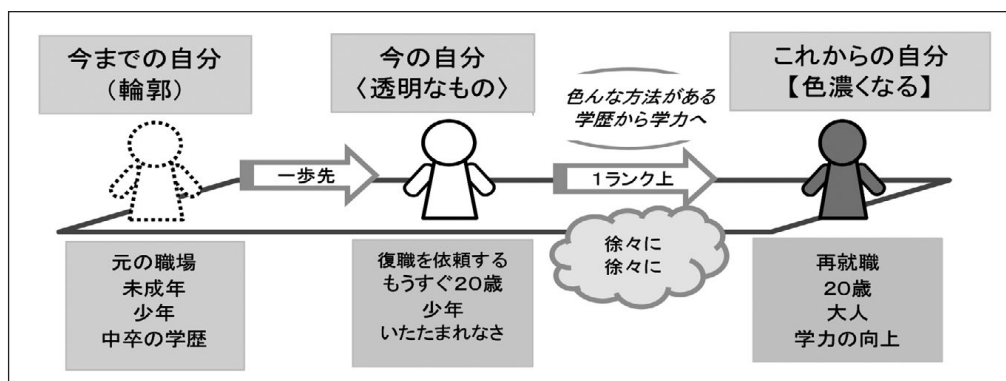 今までの自分
（輪郭）
今の自分
〈透明なもの〉
色んな方法がある
学歴から学力へ
これからの自分
【色濃くなる】
一歩先
1ランク上
徐々に
徐々に
元の職場
未成年
少年
中卒の学歴
復職を依頼する
もうすぐ20歳
少年
いたたまれなさ
再就職
20歳
大人
学力の向上